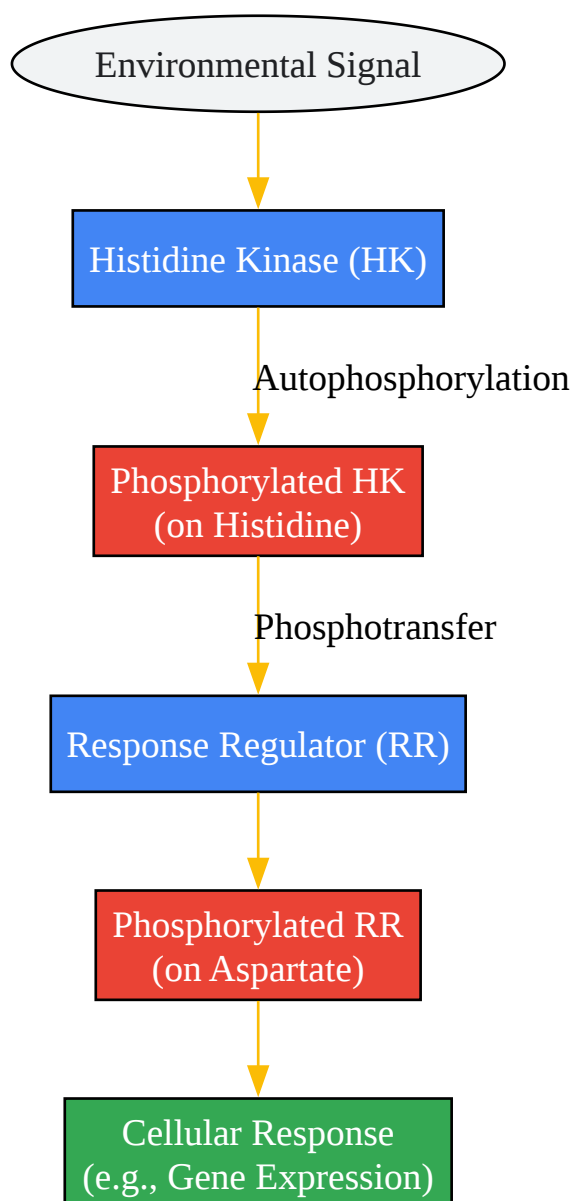 Environmental Signal
Histidine Kinase (HK)
Autophosphorylation
Phosphorylated HK
(on Histidine)
Phosphotransfer
Response Regulator (RR)
Phosphorylated RR
(on Aspartate)
Cellular Response
(e.g., Gene Expression)